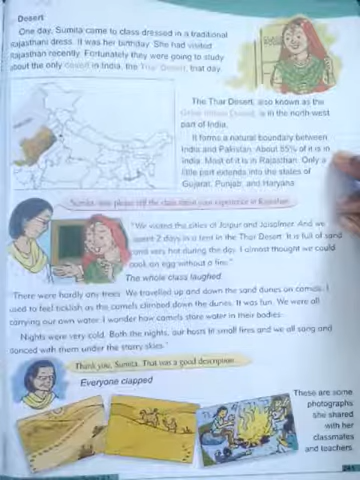 Desert
One day, Sumita came to class dressed in a traditional
Rajasthani dress. It was her birthday. She had visited
Rajasthan recently. Fortunately they were going to study
about the only desert in India, the Thar Desert, that day.
The Thar Desert, also known as the
Great Indian Desert, is in the north-west
part of India.
It forms a natural boundary between
India and Pakistan. About 85% of it is in
India. Most of it is in Rajasthan. Only a
little part extends into the states of
Gujarat, Punjab, and Haryana.
Sumita, now please tell the class about your experience in Rajasthan.
"We visited the cities of Jaipur and Jaisalmer. And we
spent 2 days in a tent in the Thar Desert. It is full of sand
and very hot during the day. I almost thought we could
cook an egg without a fire."
The whole class laughed.
"There were hardly any trees. We travelled up and down the sand dunes on camels. I
used to feel ticklish as the camels climbed down the dunes. It was fun. We were all
carrying our own water. I wonder how camels store water in their bodies.
Nights were very cold. Both the nights, our hosts lit small fires and we all sang and
danced with them under the starry skies."
Thank you, Sumita. That was a good description.
Everyone clapped
These are some
photographs
she shared
with her
classmates
and teachers.